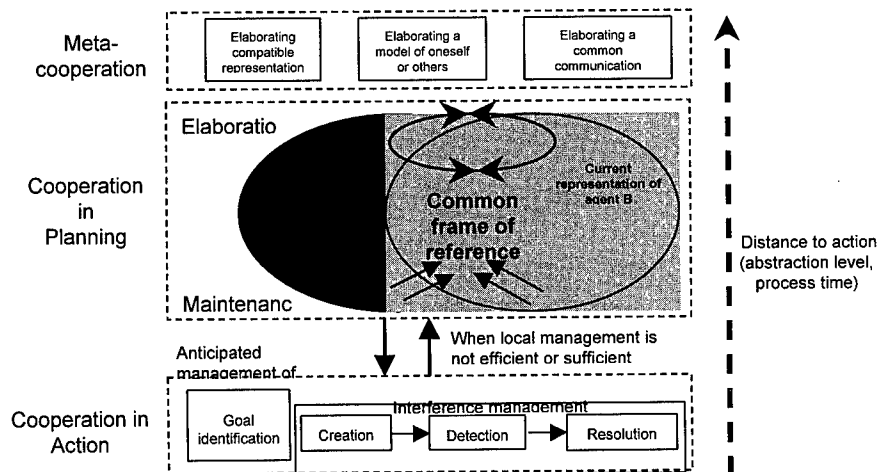 Meta-
cooperation
Elaborating
compatible
representation
Elaborating a
model of oneself
or others
Elaborating a
common
communication
Elaboratio
Cooperation
in
Planning
Current
representation of
agent B
Common
frame of
reference
Maintenanc
Distance to action
(abstraction level,
process time)
When local management is
not efficient or sufficient
Anticipated
management of
Cooperation in
Action
Goal
identification
Interference management
Creation
Detection
Resolution